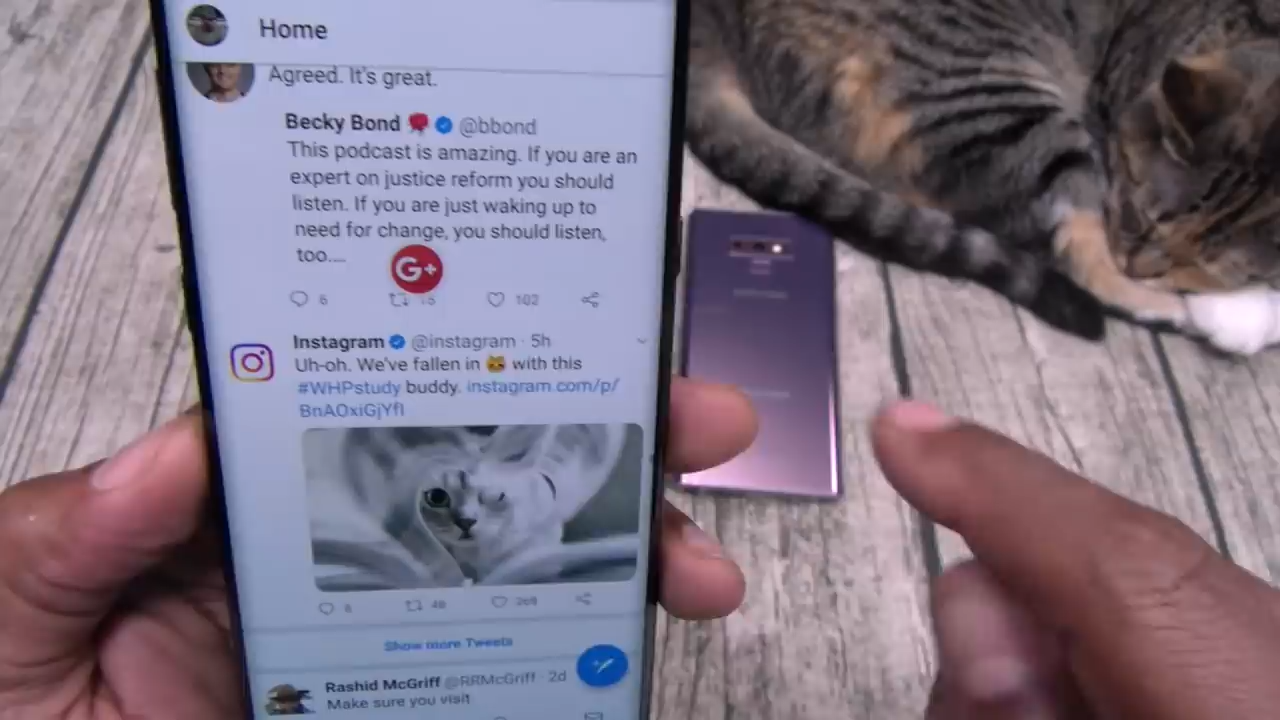 Home
Agreed. It's great.
Becky Bond @bbond
This podcast is amazing. If you are an
expert on justice reform you should
listen. If you are just waking up to
need for change, you should listen,
too....
G+
6 102
Instagram @instagram · 5h
Uh-oh. We've fallen in 😺 with this
#WHPstudy buddy. instagram.com/p/
BnAOxiGjYfI
Show more Tweets
Rashid McGriff @RRMcGriff · 2d
Make sure you visit